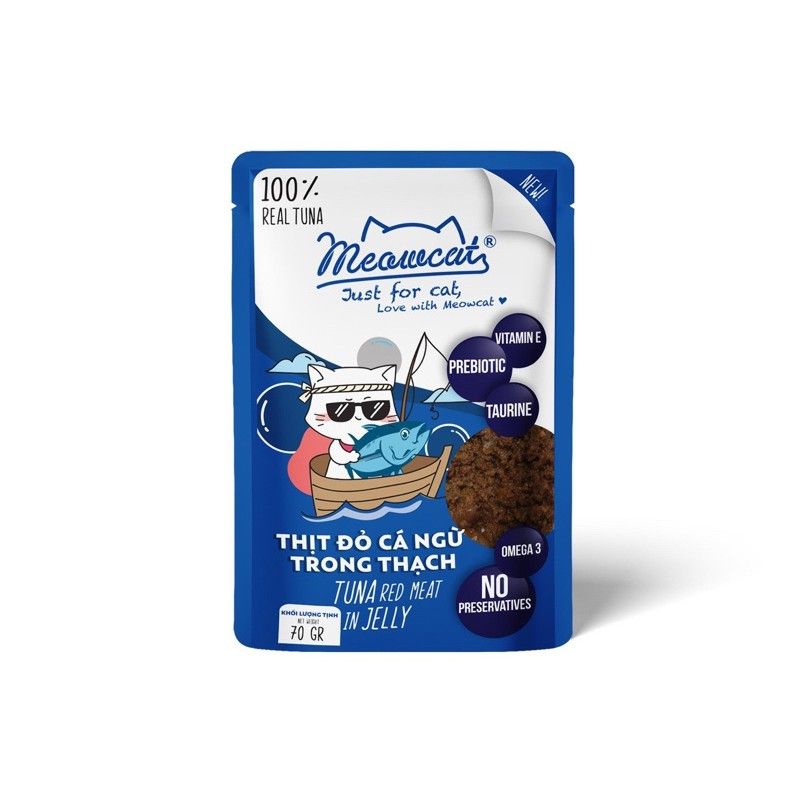 100%
REAL TUNA
NEW!
Meowcat®
Just for cat,
Love with Meowcat ♥
VITAMIN E
PREBIOTIC
TAURINE
THỊT ĐỎ CÁ NGỪ
TRONG THẠCH
TUNA RED MEAT
IN JELLY
OMEGA 3
NO
PRESERVATIVES
KHỐI LƯỢNG TỊNH
NET WEIGHT
70 GR